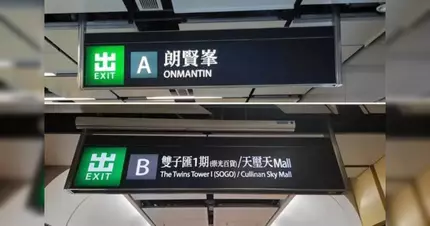 出 EXIT A 朗賢峯
ONMANTIN
出 EXIT B 雙子匯1期(崇光百貨)/天璽天Mall
The Twins Tower I (SOGO) / Cullinan Sky Mall